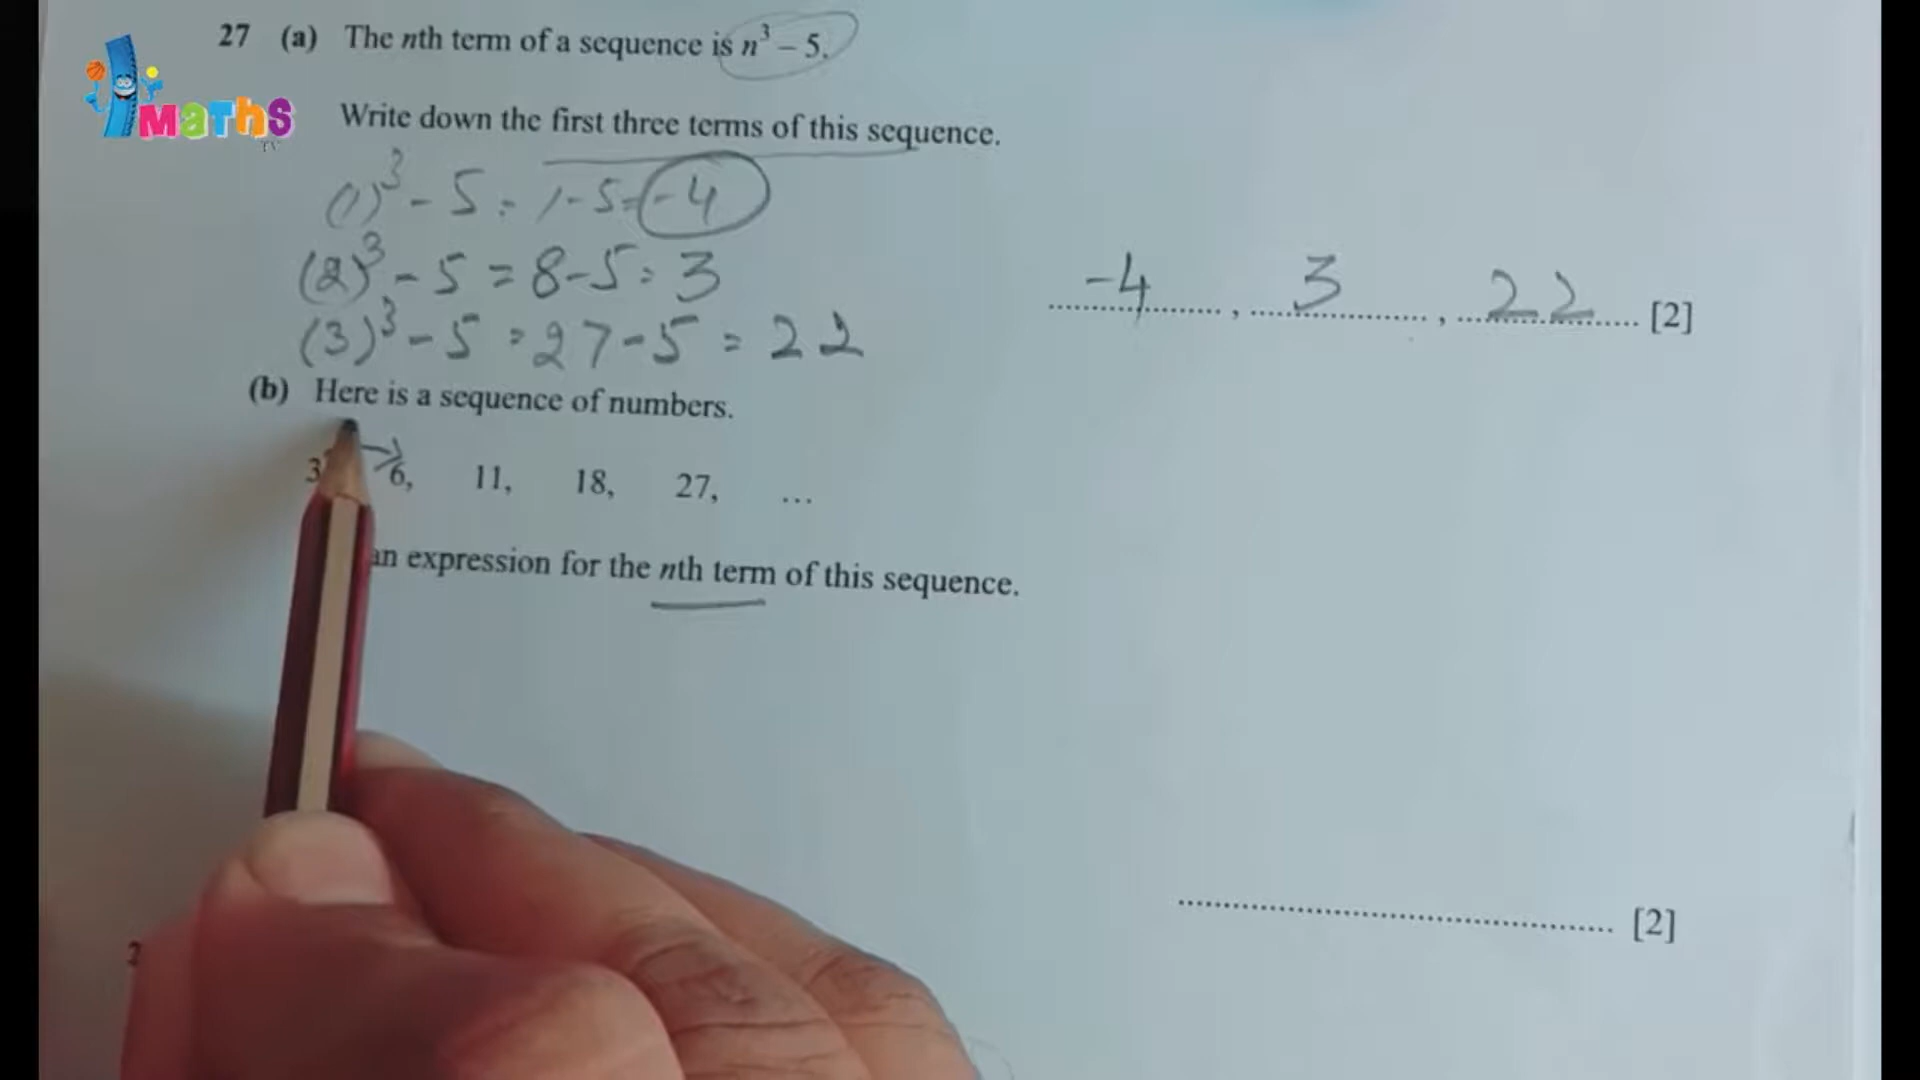 27 (a) The nth term of a sequence is n³ – 5.
MATHS
TV
Write down the first three terms of this sequence.
(1)³ - 5 = 1-5 = -4
(2)³ - 5 = 8-5 = 3
-4 , 3 , 22 [2]
(3)³ - 5 = 27-5 = 22
(b) Here is a sequence of numbers.
3 6, 11, 18, 27, ...
an expression for the nth term of this sequence.
[2]
2